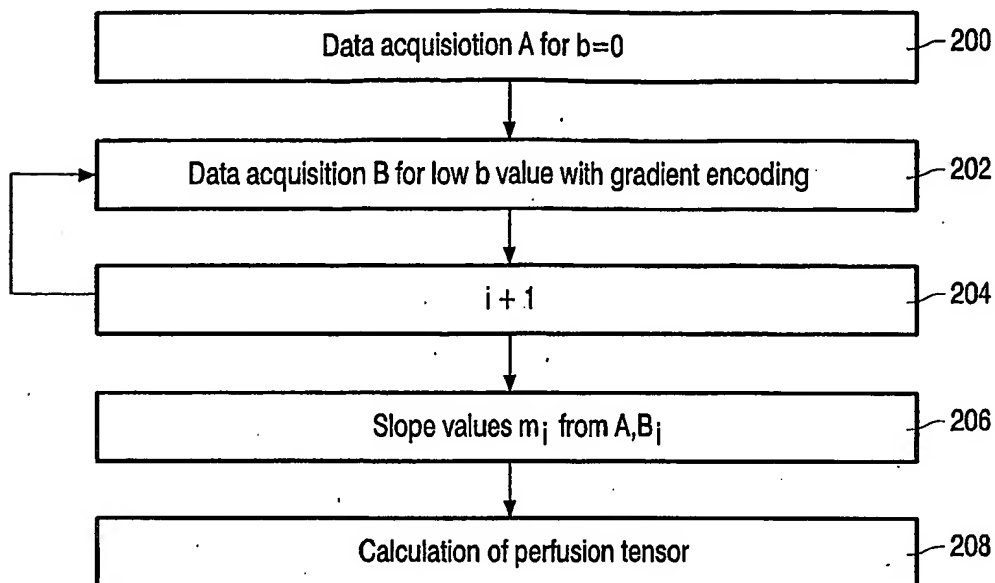 Data acquisiotion A for b=0
200
Data acquisition B for low b value with gradient encoding
202
i + 1
204
Slope values mi from A,Bi
206
Calculation of perfusion tensor
208